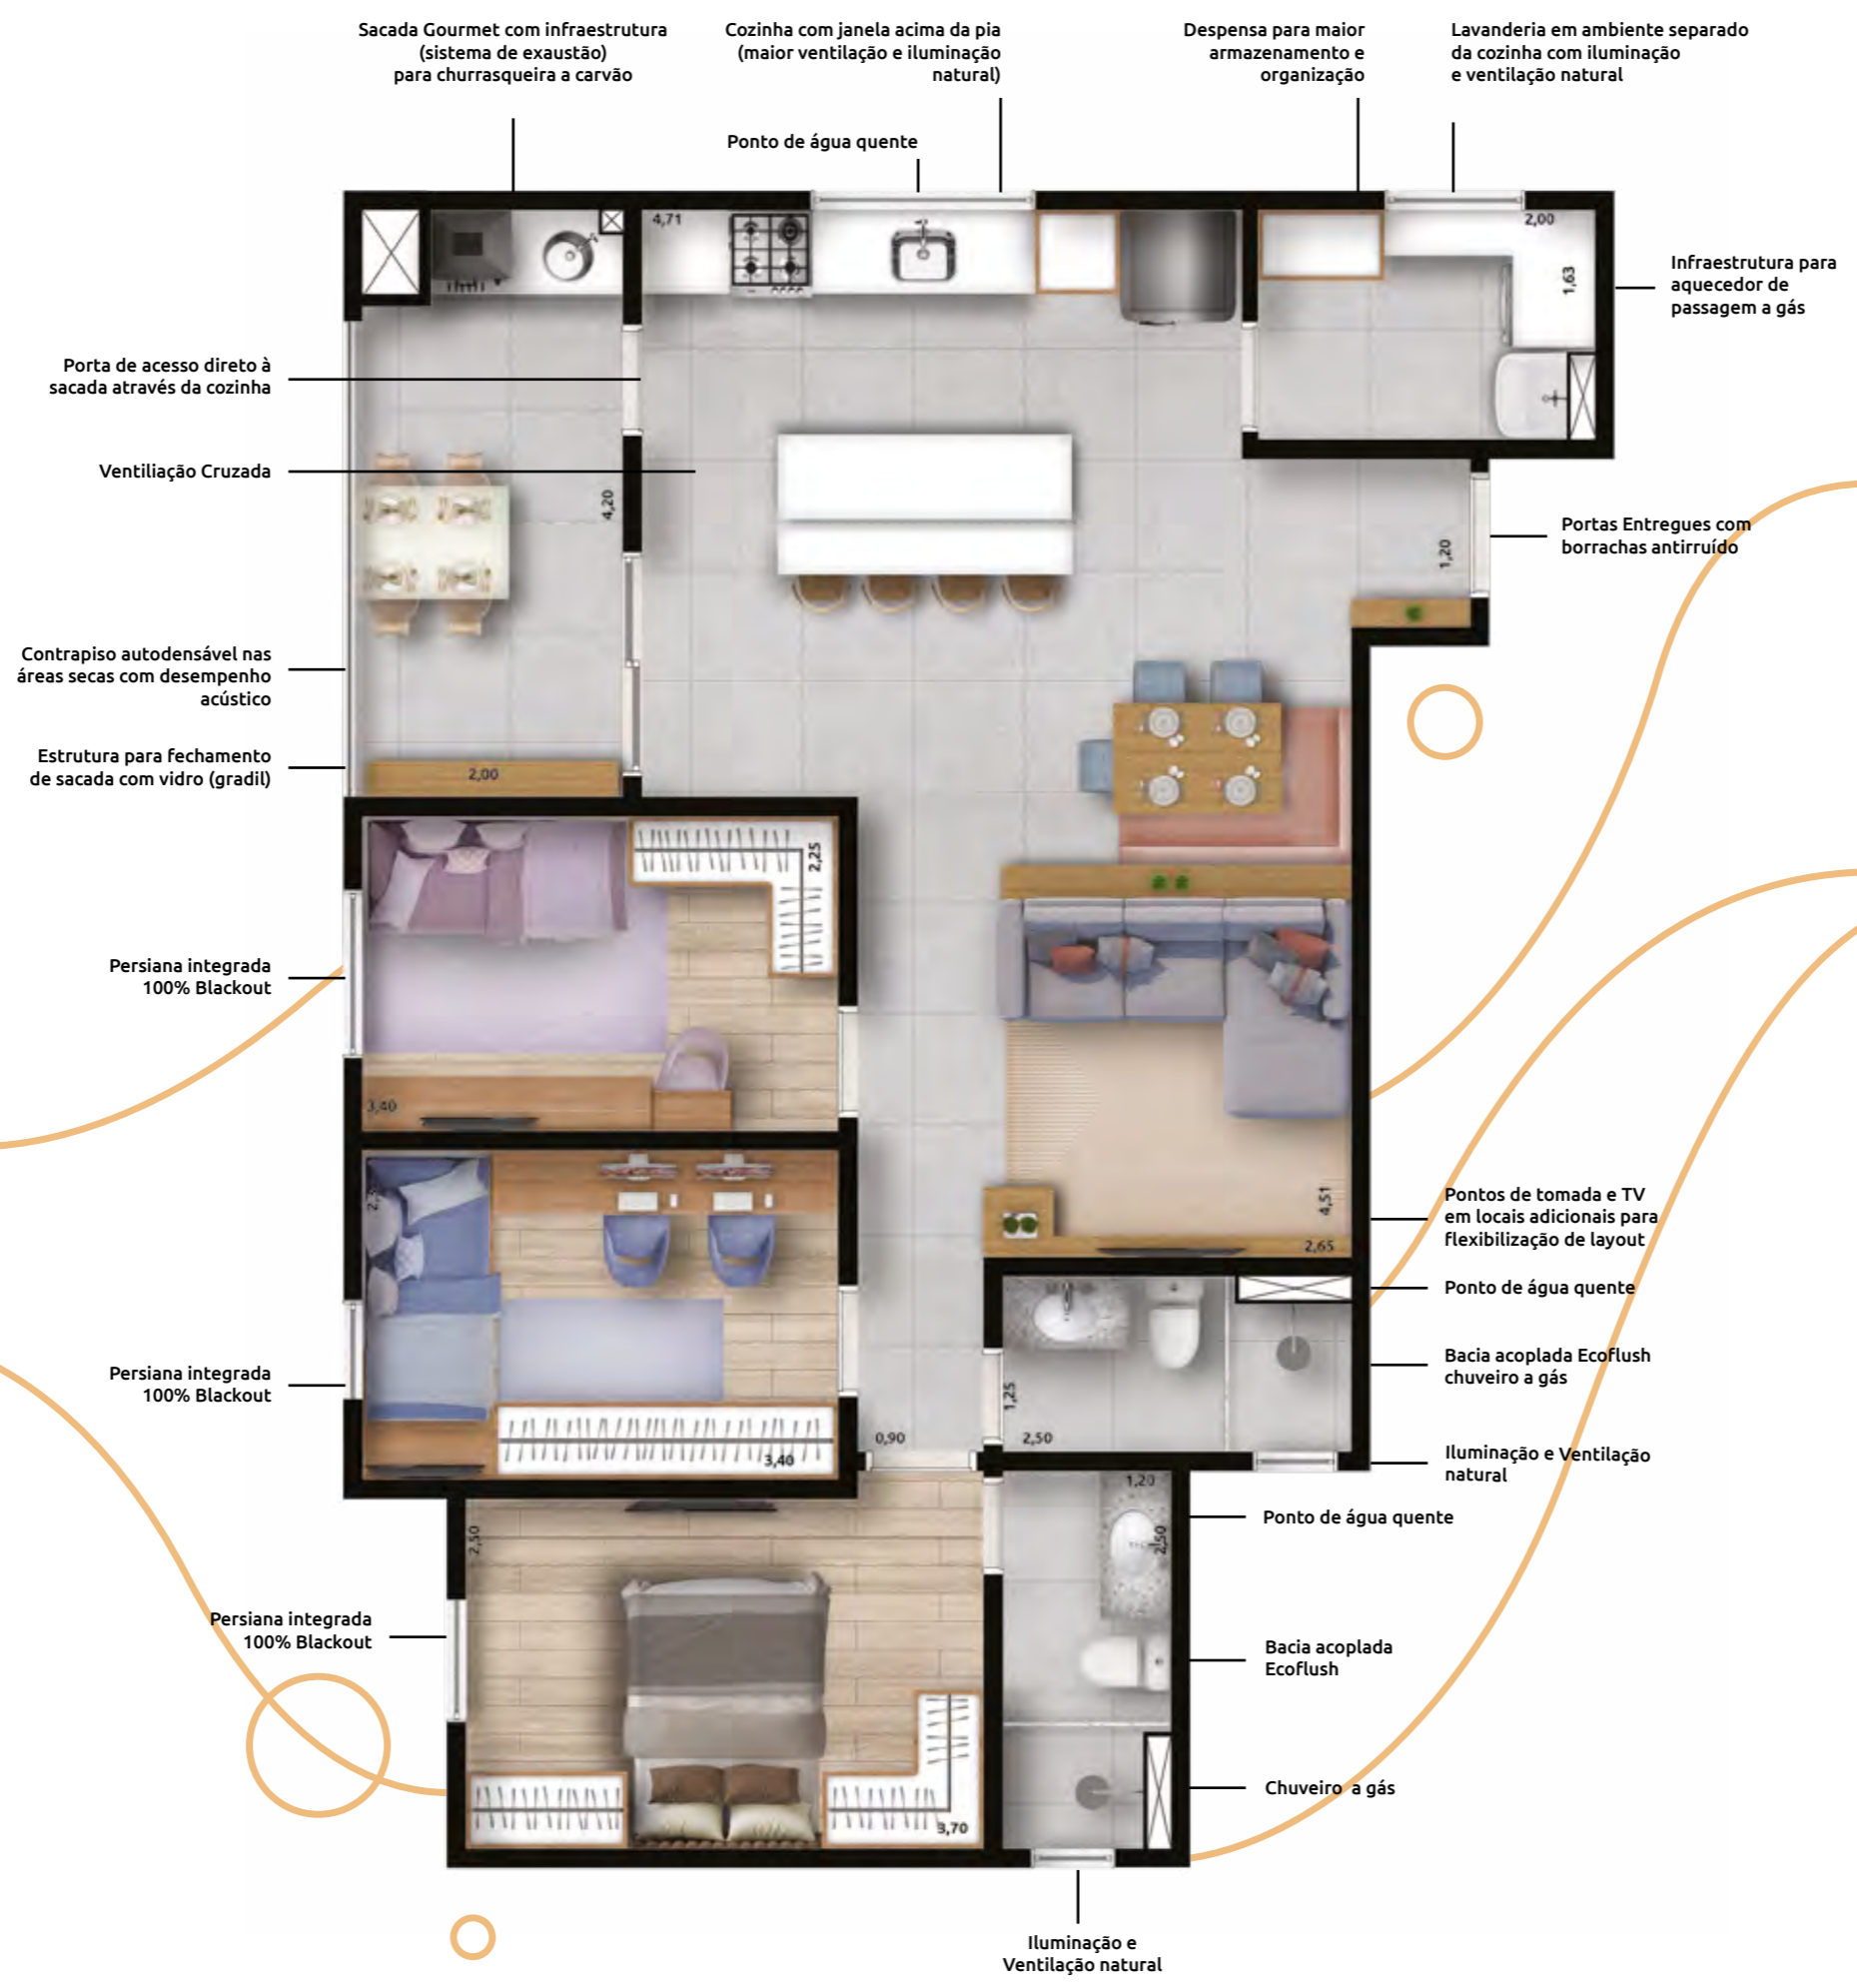 Sacada Gourmet com infraestrutura
(sistema de exaustão)
para churrasqueira a carvão
Cozinha com janela acima da pia
(maior ventilação e iluminação
natural)
Despensa para maior
armazenamento e
organização
Lavanderia em ambiente separado
da cozinha com iluminação
e ventilação natural
Ponto de água quente
4,71
2,00
1,63
Infraestrutura para
aquecedor de
passagem a gás
Porta de acesso direto à
sacada através da cozinha
Ventiliação Cruzada
4,20
1,20
Portas Entregues com
borrachas antirruído
Contrapiso autodensável nas
áreas secas com desempenho
acústico
Estrutura para fechamento
de sacada com vidro (gradil)
2,00
2,25
Persiana integrada
100% Blackout
3,40
4,51
2,65
Pontos de tomada e TV
em locais adicionais para
flexibilização de layout
Ponto de água quente
Bacia acoplada Ecoflush
chuveiro a gás
Persiana integrada
100% Blackout
1,25
0,90
2,50
3,40
Iluminação e Ventilação
natural
1,20
2,50
2,50
Ponto de água quente
Persiana integrada
100% Blackout
Bacia acoplada
Ecoflush
Chuveiro a gás
3,70
Iluminação e
Ventilação natural